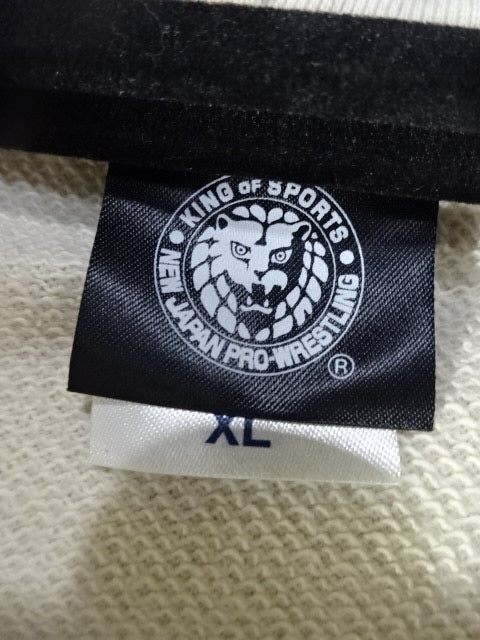 KING OF SPORTS
NEW JAPAN PRO-WRESTLING
®
XL